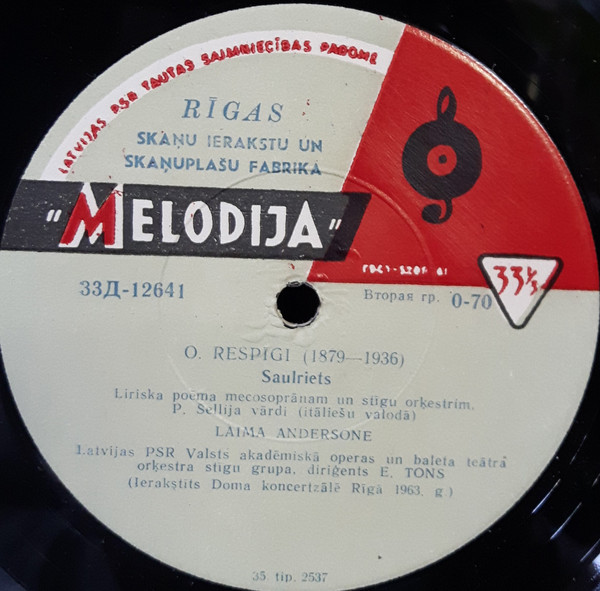 LATVIJAS PSR TAUTAS SAIMNIECĪBAS PADOME
RĪGAS
SKAŅU IERAKSTU UN
SKAŅUPLAŠU FABRIKA
"MELODIJA"
33⅓
33Д-12641
Вторая гр. 0-70
O. RESPIGI (1879—1936)
Saulriets
Liriska poēma mecosoprānam un stīgu orķestrim,
P. Šellija vārdi (itāliešu valodā)
LAIMA ANDERSONE
Latvijas PSR Valsts akadēmiskā operas un baleta teātra
orķestra stīgu grupa, diriģents E. TONS
(Ierakstīts Doma koncertzālē Rīgā 1963. g.)
35. tip. 2537